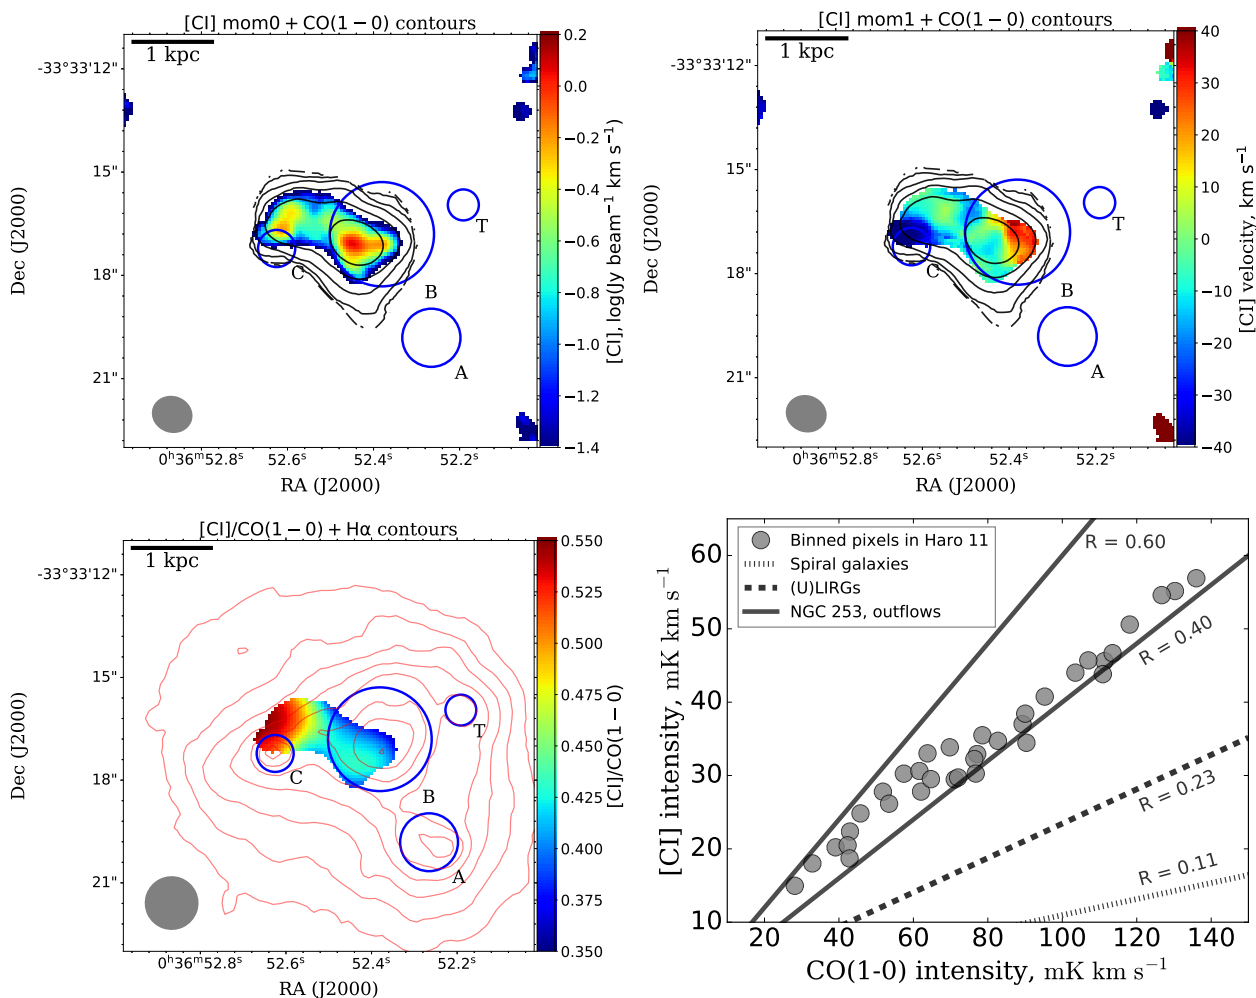 [CI] mom0 + CO(1 − 0) contours
1 kpc
-33°33'12"
15"
18"
21"
Dec (J2000)
T
C
B
A
0ʰ36ᵐ52.8ˢ 52.6ˢ 52.4ˢ 52.2ˢ
RA (J2000)
0.2
0.0
−0.2
−0.4
−0.6
−0.8
−1.0
−1.2
−1.4
[CI], log(Jy beam⁻¹ km s⁻¹)
[CI] mom1 + CO(1 − 0) contours
1 kpc
-33°33'12"
15"
18"
21"
Dec (J2000)
T
C
B
A
0ʰ36ᵐ52.8ˢ 52.6ˢ 52.4ˢ 52.2ˢ
RA (J2000)
40
30
20
10
0
−10
−20
−30
−40
[CI] velocity, km s⁻¹
[CI]/CO(1 − 0) + Hα contours
1 kpc
-33°33'12"
15"
18"
21"
Dec (J2000)
T
C
B
A
0ʰ36ᵐ52.8ˢ 52.6ˢ 52.4ˢ 52.2ˢ
RA (J2000)
0.550
0.525
0.500
0.475
0.450
0.425
0.400
0.375
0.350
[CI]/CO(1 − 0)
Binned pixels in Haro 11
Spiral galaxies
(U)LIRGs
NGC 253, outflows
R = 0.60
R = 0.40
R = 0.23
R = 0.11
60
50
40
30
20
10
[CI] intensity, mK km s⁻¹
20 40 60 80 100 120 140
CO(1-0) intensity, mK km s⁻¹